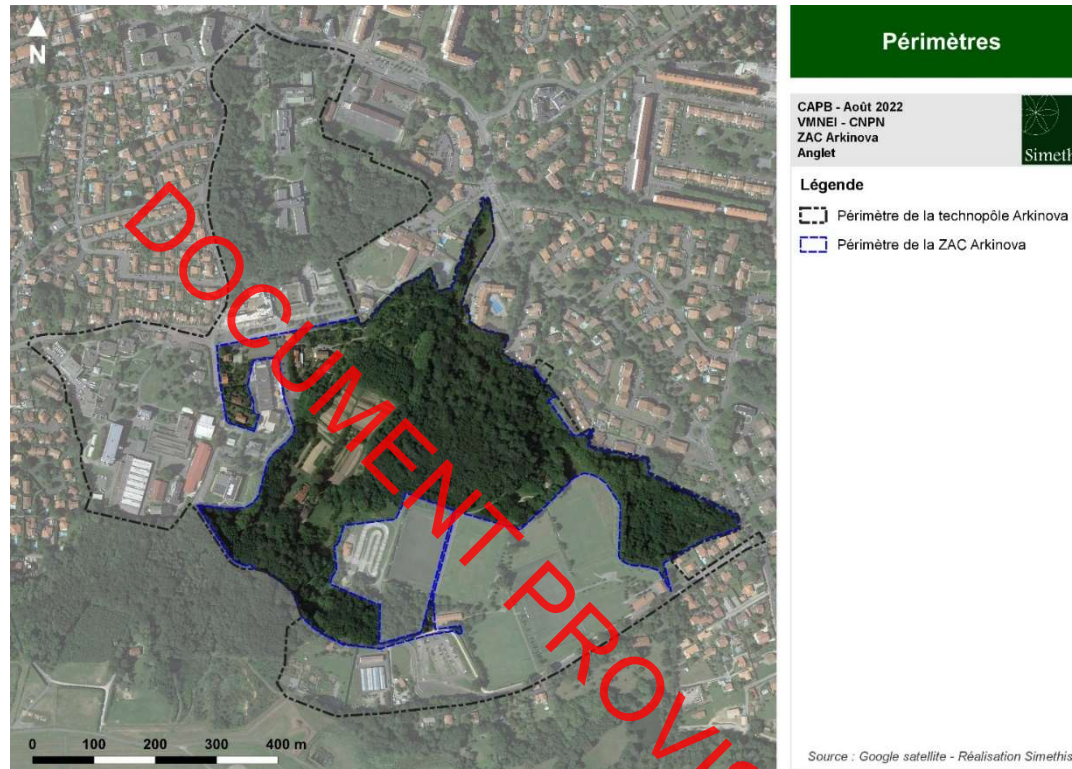 N
DOCUMENT PROVIS
0 100 200 300 400 m
Périmètres
CAPB - Août 2022
VMNEI - CNPN
ZAC Arkinova
Anglet
Simeth
Légende
Périmètre de la technopôle Arkinova
Périmètre de la ZAC Arkinova
Source : Google satellite - Réalisation Simethis